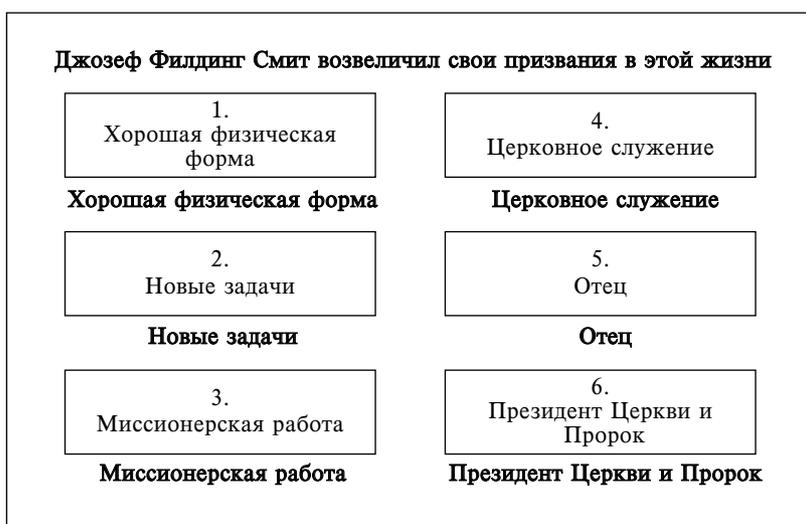 Джозеф Филдинг Смит возвеличил свои призвания в этой жизни
1.
Хорошая физическая
форма
Хорошая физическая форма
2.
Новые задачи
Новые задачи
3.
Миссионерская работа
Миссионерская работа
4.
Церковное служение
Церковное служение
5.
Отец
Отец
6.
Президент Церкви и
Пророк
Президент Церкви и Пророк